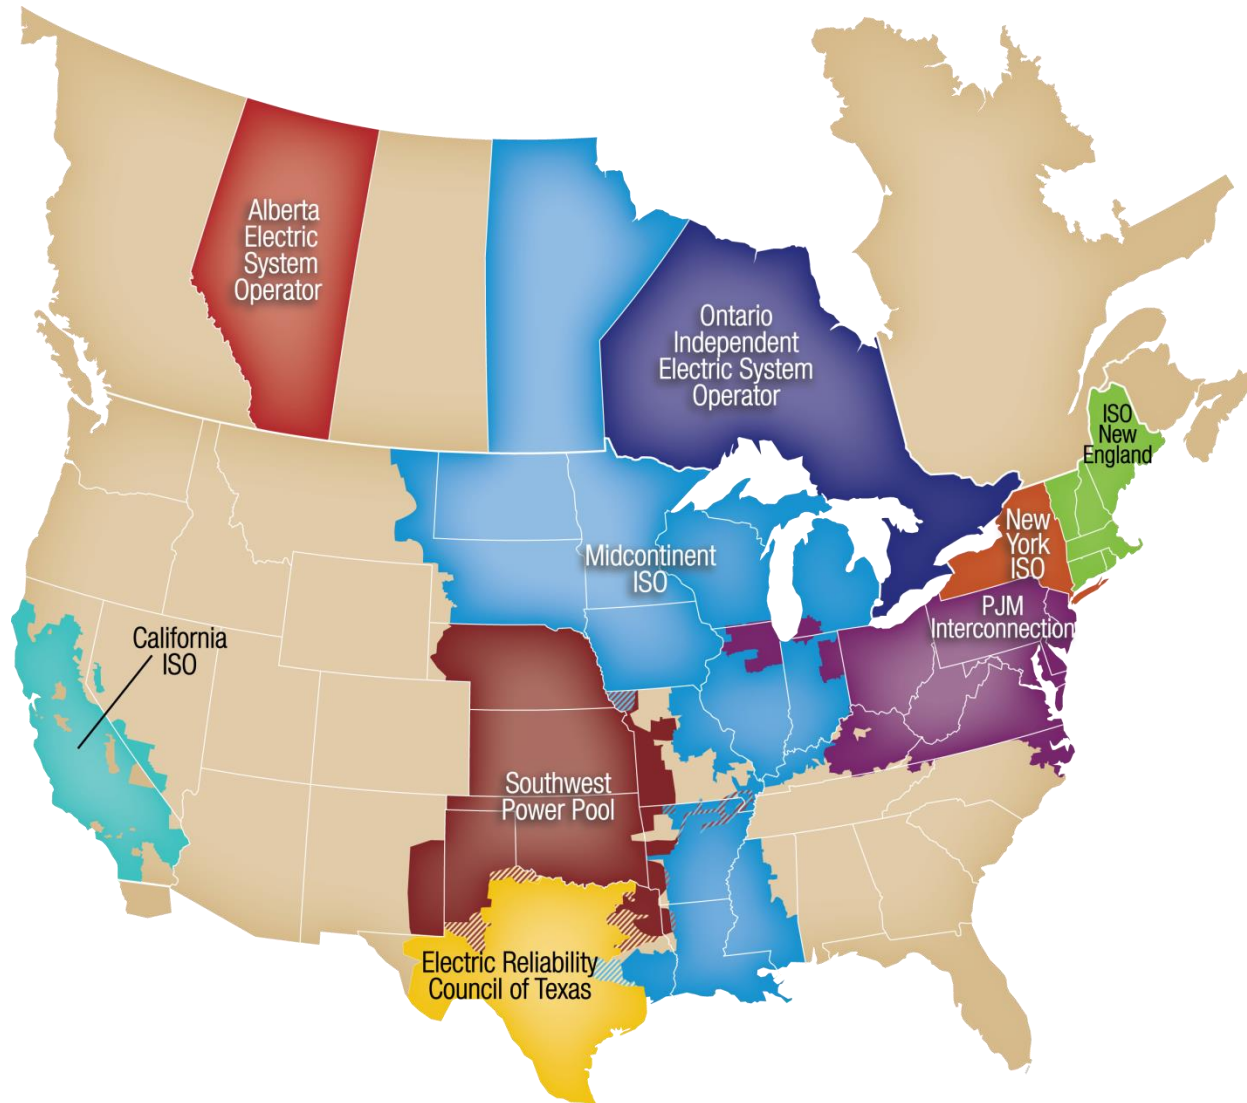 Alberta
Electric
System
Operator
Ontario
Independent
Electric System
Operator
ISO
New
England
New
York
ISO
Midcontinent
ISO
PJM
Interconnection
California
ISO
Southwest
Power Pool
Electric Reliability
Council of Texas